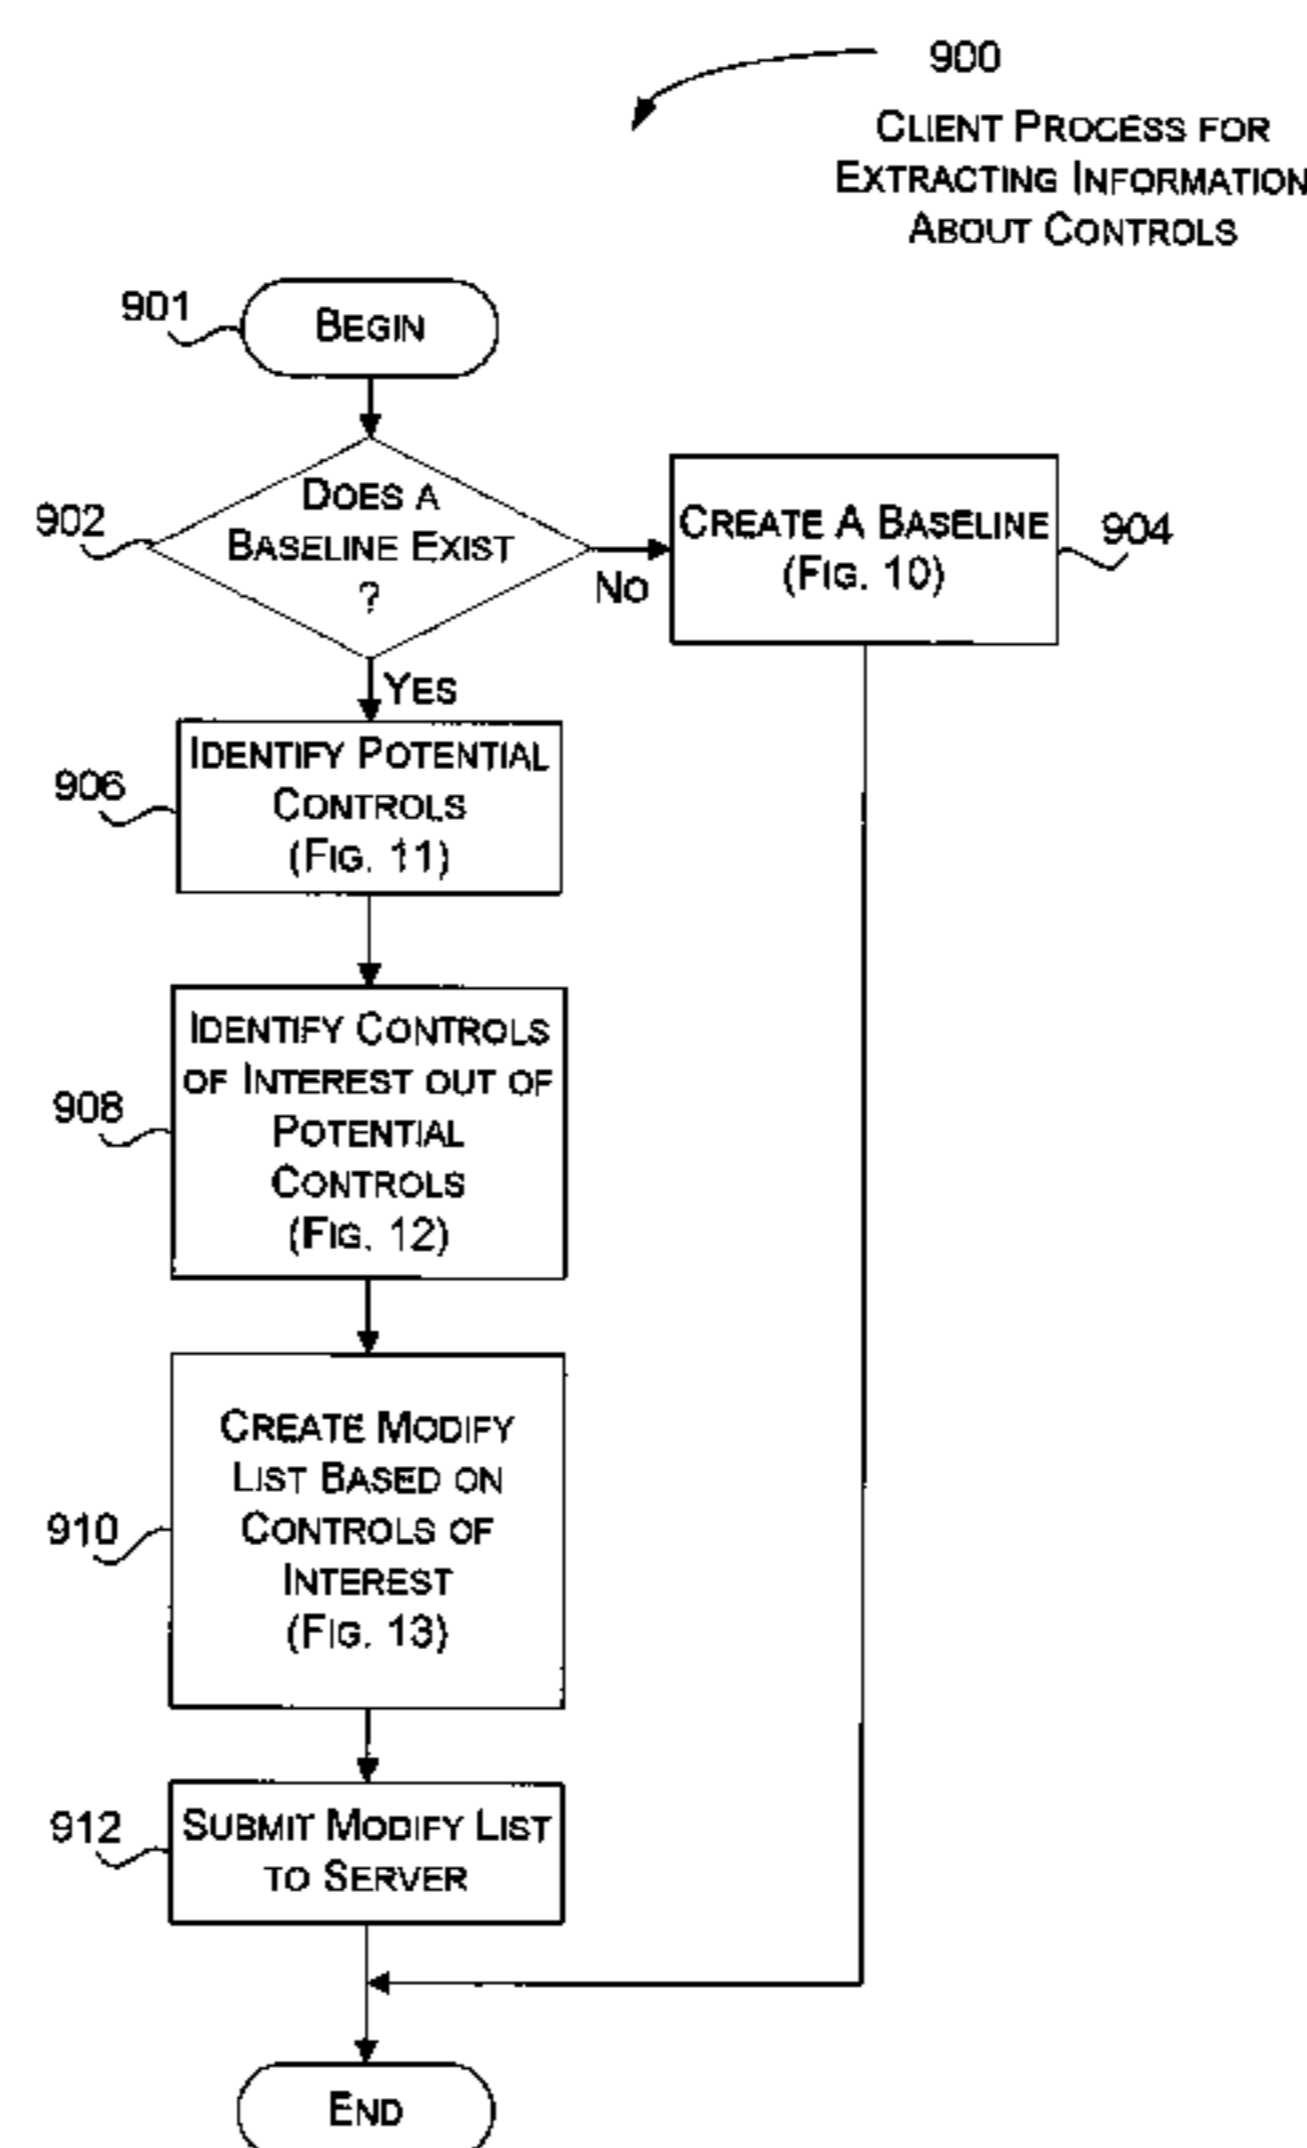 900
CLIENT PROCESS FOR
EXTRACTING INFORMATION
ABOUT CONTROLS
901
BEGIN
902
DOES A
BASELINE EXIST
?
NO
CREATE A BASELINE
(FIG. 10)
904
YES
906
IDENTIFY POTENTIAL
CONTROLS
(FIG. 11)
908
IDENTIFY CONTROLS
OF INTEREST OUT OF
POTENTIAL
CONTROLS
(FIG. 12)
910
CREATE MODIFY
LIST BASED ON
CONTROLS OF
INTEREST
(FIG. 13)
912
SUBMIT MODIFY LIST
TO SERVER
END